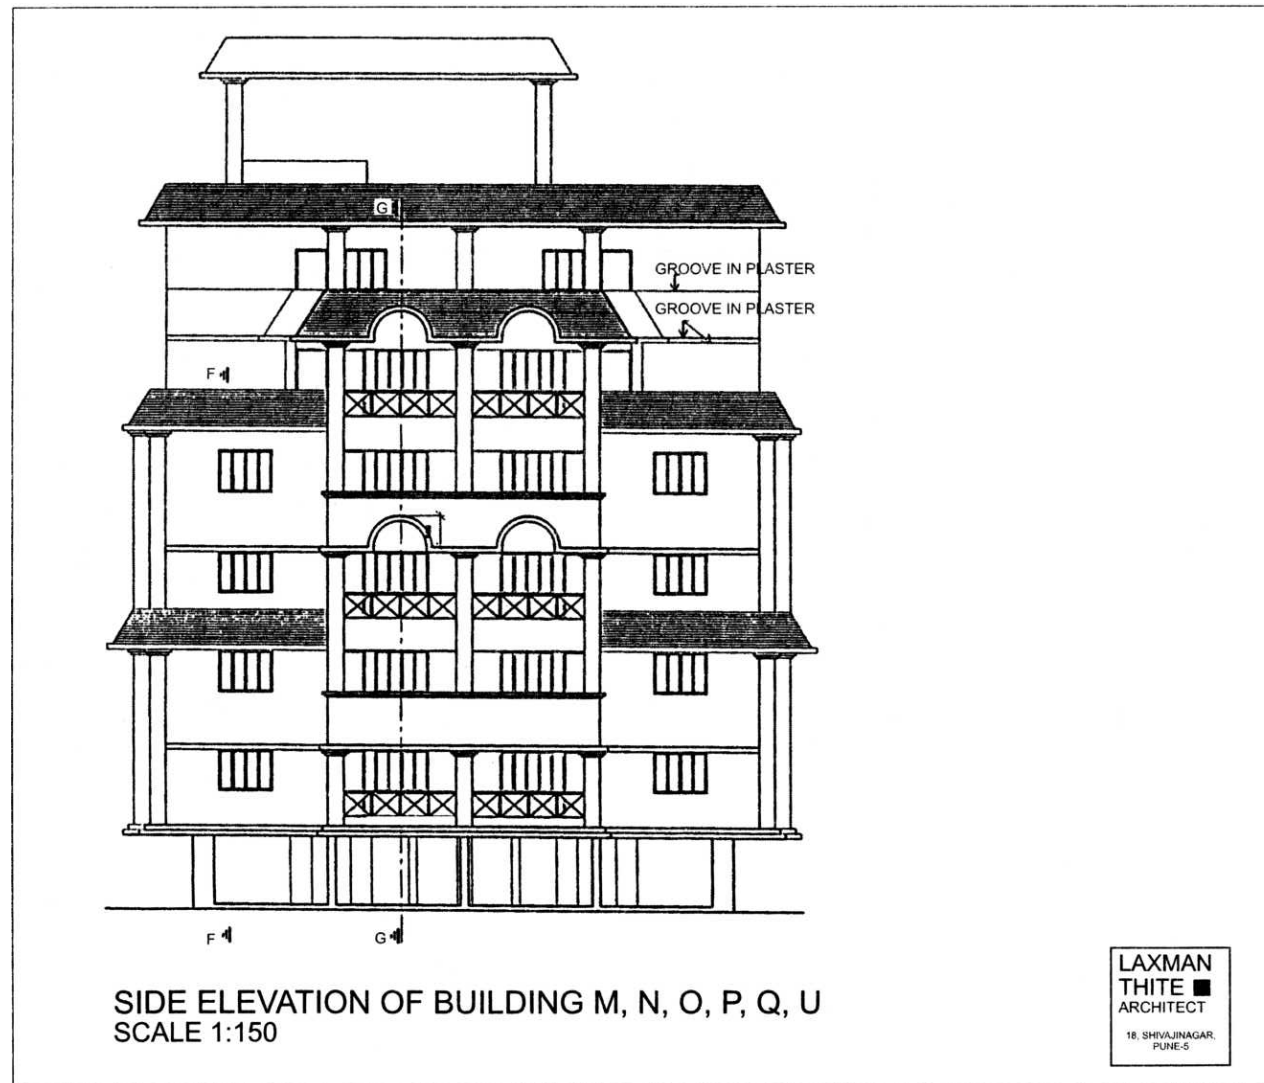 G
GROOVE IN PLASTER
GROOVE IN PLASTER
F
F
G
SIDE ELEVATION OF BUILDING M, N, O, P, Q, U
SCALE 1:150
LAXMAN
THITE
ARCHITECT
18, SHIVAJINAGAR,
PUNE-5